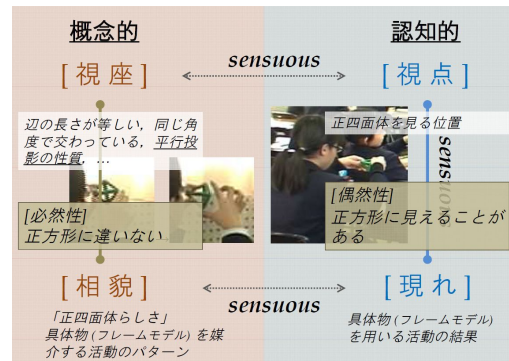 概念的
認知的
[ 視 座 ]
sensuous
[ 視 点 ]
辺の長さが等しい，同じ角
度で交わっている，平行投
影の性質，…
正四面体を見る位置
sensuous
[必然性]
正方形に違いない
[偶然性]
正方形に見えることが
ある
[ 相 貌 ]
sensuous
[ 現 れ ]
「正四面体らしさ」
具体物 (フレームモデル) を媒
介する活動のパターン
具体物 (フレームモデル)
を用いる活動の結果